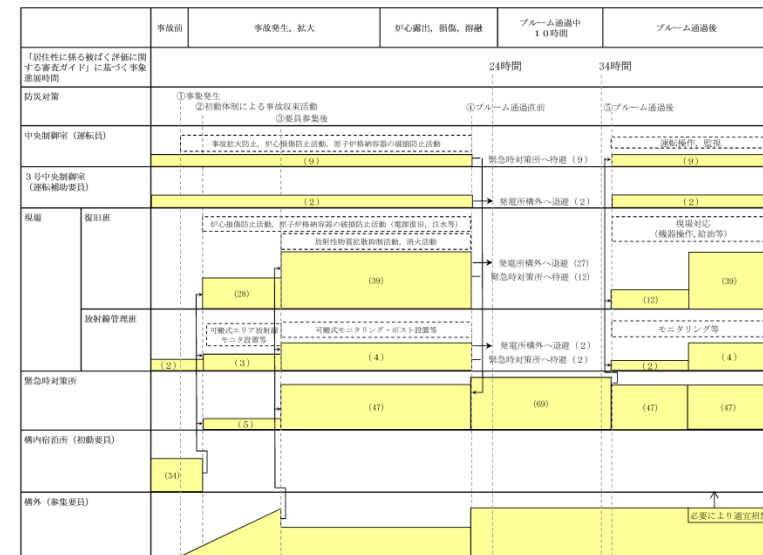 事故前
事故発生，拡大
炉心露出，損傷，溶融
プルーム通過中
１０時間
プルーム通過後
「居住性に係る被ばく評価に関
する審査ガイド」に基づく事象
進展時間
24時間
34時間
防災対策
①事象発生
②初動体制による事故収束活動
③要員参集後
④プルーム通過直前
⑤プルーム通過後
中央制御室（運転員）
事故拡大防止，炉心損傷防止活動，原子炉格納容器の破損防止活動
(9)
緊急時対策所へ待避（9）
運転操作，監視
(9)
３号中央制御室
（運転補助要員）
(2)
発電所構外へ退避（2）
(2)
現場
復旧班
炉心損傷防止活動，原子炉格納容器の破損防止活動（電源復旧，注水等）
放射性物質拡散抑制活動，消火活動
(28)
(39)
発電所構外へ退避（27）
緊急時対策所へ待避（12）
現場対応
（機器操作，給油等）
(12)
(39)
放射線管理班
可搬式エリア放射線
モニタ設置等
可搬式モニタリング・ポスト設置等
(2)
(3)
(4)
発電所構外へ退避（2）
緊急時対策所へ待避（2）
モニタリング等
(2)
(4)
緊急時対策所
(5)
(47)
(69)
(47)
(47)
構内宿泊所（初動要員）
(34)
構外（参集要員）
必要により適宜招集